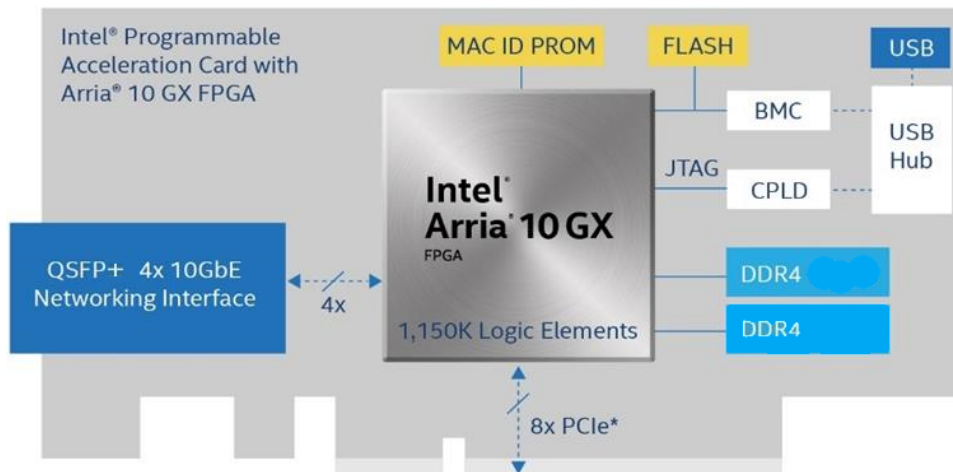 Intel® Programmable
Acceleration Card with
Arria® 10 GX FPGA
MAC ID PROM
FLASH
USB
BMC
USB
Hub
JTAG
CPLD
Intel®
Arria® 10 GX
FPGA
1,150K Logic Elements
QSFP+ 4x 10GbE
Networking Interface
4x
DDR4
DDR4
8x PCIe*